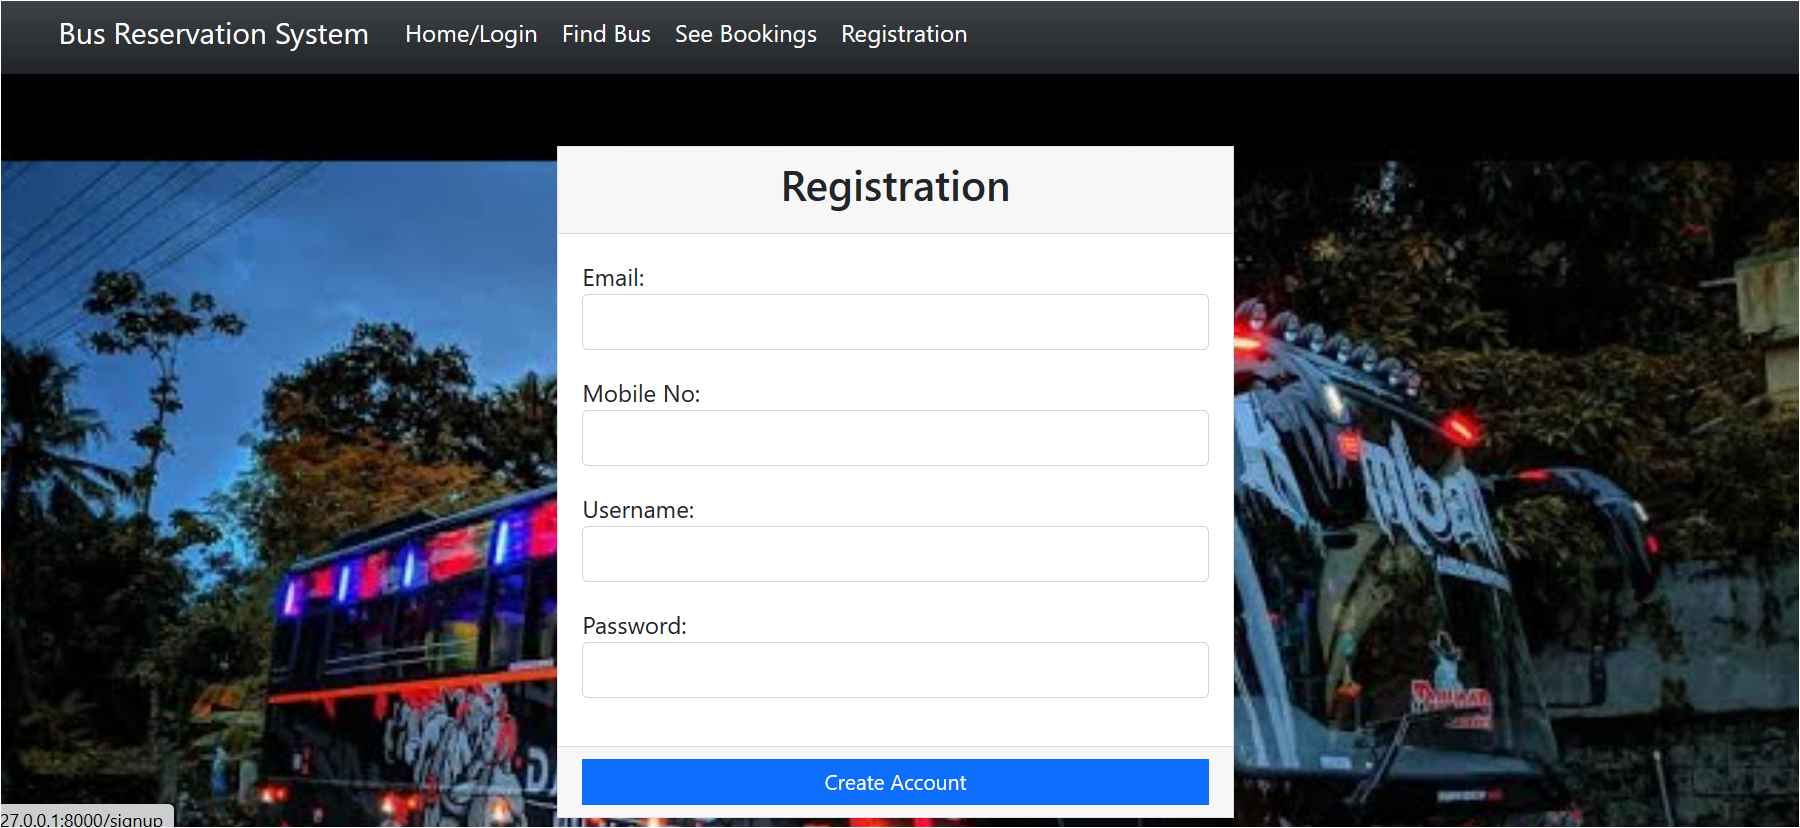 Bus Reservation System Home/Login Find Bus See Bookings Registration
Registration
Email:
Mobile No:
Username:
Password:
Create Account
27.0.0.1:8000/signup